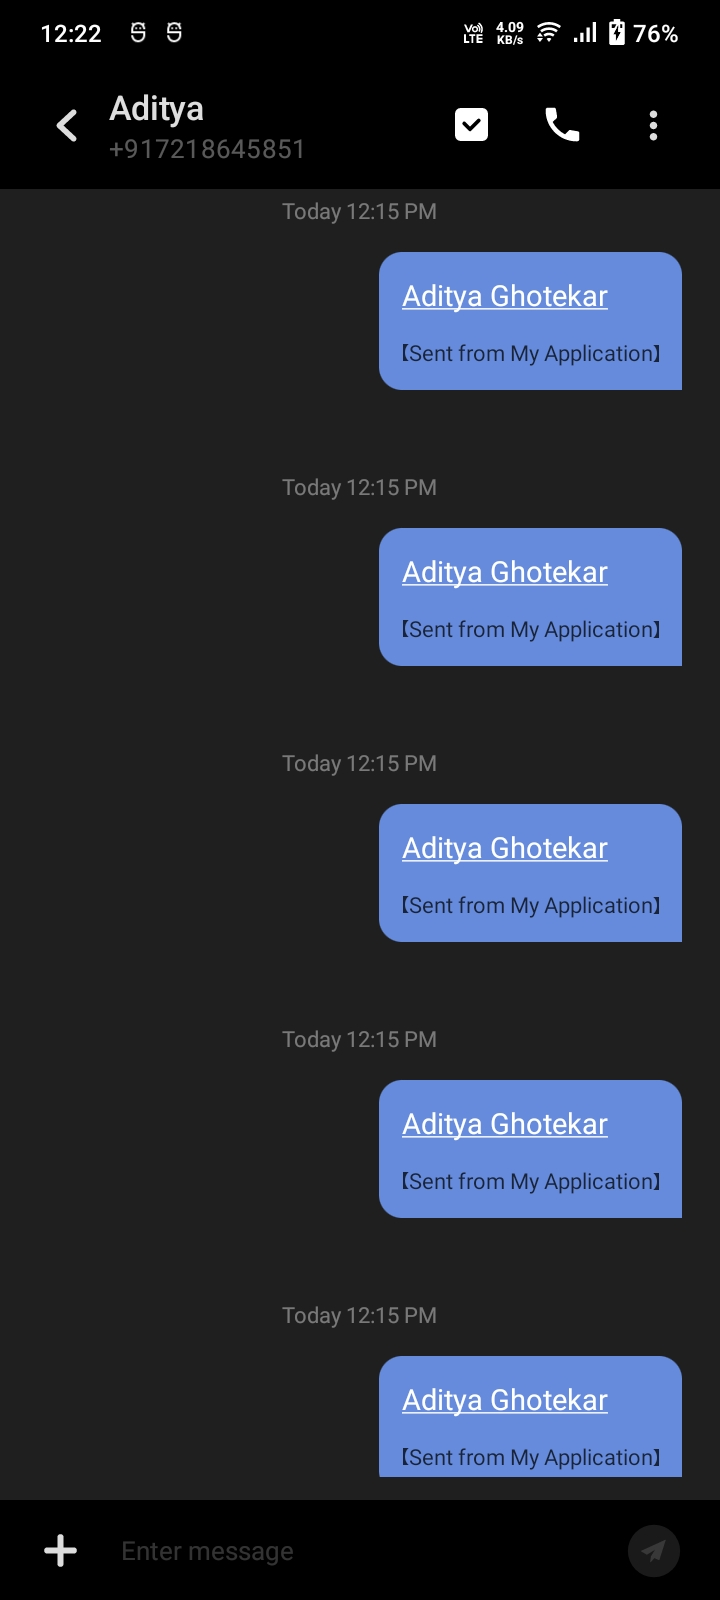 12:22
Vo) LTE
4.09 KB/s
76%
Aditya
+917218645851
Today 12:15 PM
Aditya Ghotekar
【Sent from My Application】
Today 12:15 PM
Aditya Ghotekar
【Sent from My Application】
Today 12:15 PM
Aditya Ghotekar
【Sent from My Application】
Today 12:15 PM
Aditya Ghotekar
【Sent from My Application】
Today 12:15 PM
Aditya Ghotekar
【Sent from My Application】
Enter message